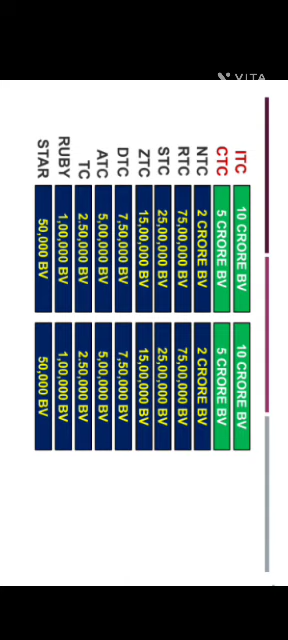 VITA
ITC 10 CRORE BV 10 CRORE BV
CTC 5 CRORE BV 5 CRORE BV
NTC 2 CRORE BV 2 CRORE BV
RTC 75,00,000 BV 75,00,000 BV
STC 25,00,000 BV 25,00,000 BV
ZTC 15,00,000 BV 15,00,000 BV
DTC 7,50,000 BV 7,50,000 BV
ATC 5,00,000 BV 5,00,000 BV
TC 2,50,000 BV 2,50,000 BV
RUBY 1,00,000 BV 1,00,000 BV
STAR 50,000 BV 50,000 BV